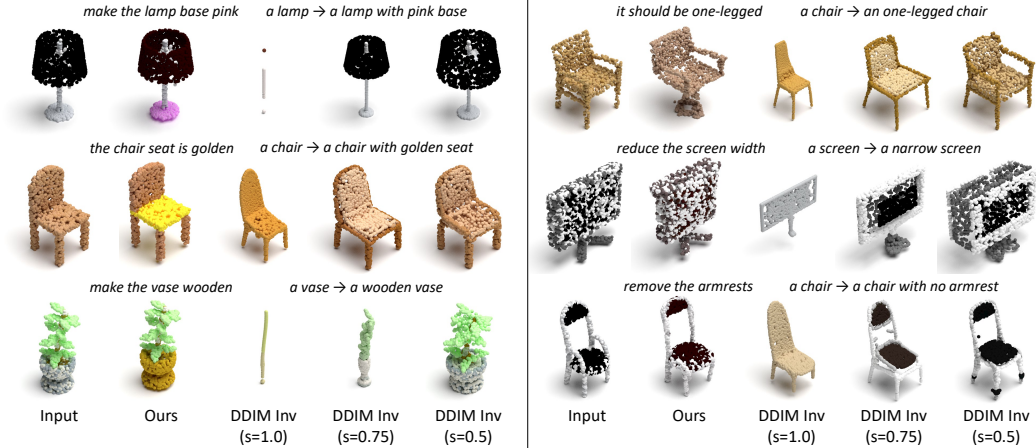 make the lamp base pink
a lamp → a lamp with pink base
the chair seat is golden
a chair → a chair with golden seat
make the vase wooden
a vase → a wooden vase
Input
Ours
DDIM Inv
(s=1.0)
DDIM Inv
(s=0.75)
DDIM Inv
(s=0.5)
it should be one-legged
a chair → an one-legged chair
reduce the screen width
a screen → a narrow screen
remove the armrests
a chair → a chair with no armrest
Input
Ours
DDIM Inv
(s=1.0)
DDIM Inv
(s=0.75)
DDIM Inv
(s=0.5)